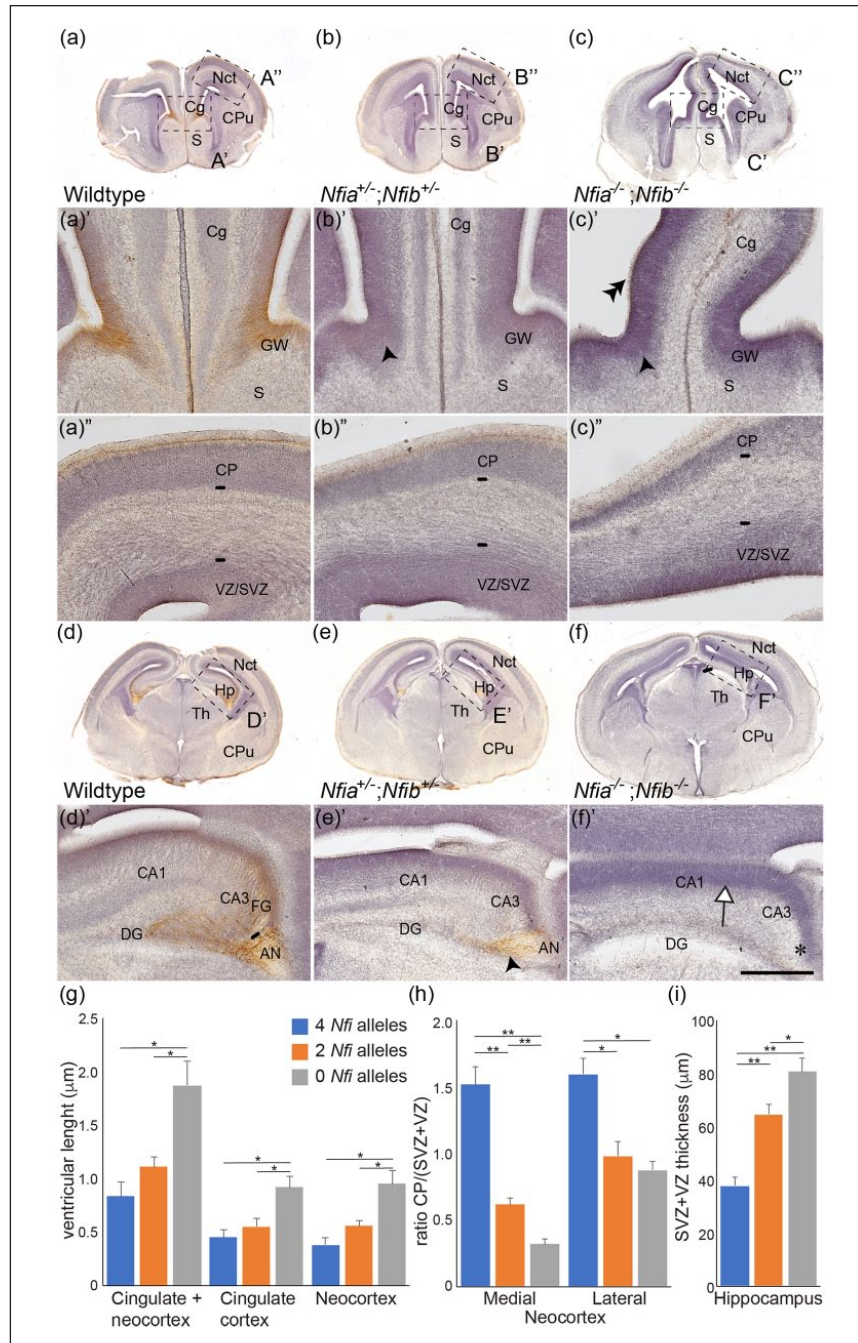 (a) (b) (c)
Nct A'' Nct B'' Nct C''
Cg Cg Cg
CPu CPu CPu
S S S
A' B' C'
Wildtype Nfia+/-;Nfib+/- Nfia-/-;Nfib-/-
(a)' (b)' (c)'
Cg Cg Cg
GW GW GW
S S S
(a)" (b)" (c)"
CP CP CP
VZ/SVZ VZ/SVZ VZ/SVZ
(d) (e) (f)
Nct Nct Nct
Hp Hp Hp
Th D' Th E' Th F'
CPu CPu CPu
Wildtype Nfia+/-;Nfib+/- Nfia-/-;Nfib-/-
(d)' (e)' (f)'
CA1 CA1 CA1
CA3 FG CA3 CA3
DG AN DG AN DG *
(g) (h) (i)
4 Nfi alleles
2 Nfi alleles
0 Nfi alleles
ventricular lenght (µm)
2.5
2.0
1.5
1.0
0.5
0
* * * * * *
Cingulate + neocortex
Cingulate cortex
Neocortex
ratio CP/(SVZ+VZ)
2.0
1.5
1.0
0.5
0.0
** ** ** * *
Medial Lateral
Neocortex
SVZ+VZ thickness (µm)
100
80
60
40
20
0
* ** **
Hippocampus